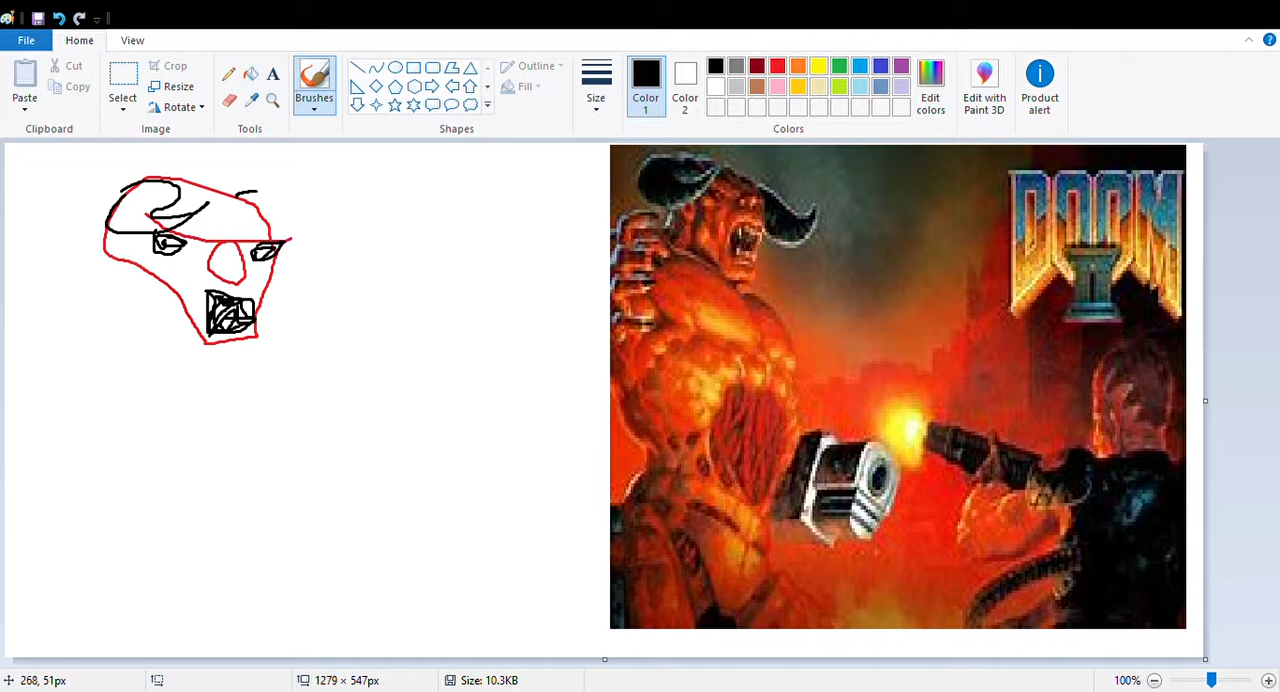 File
Home
View
Paste
Cut
Copy
Clipboard
Select
Crop
Resize
Rotate
Image
A
Tools
Brushes
Outline
Fill
Shapes
Size
Color 1
Color 2
Edit colors
Colors
Edit with Paint 3D
Product alert
DOOM
II
268, 51px
1279 × 547px
Size: 10.3KB
100%